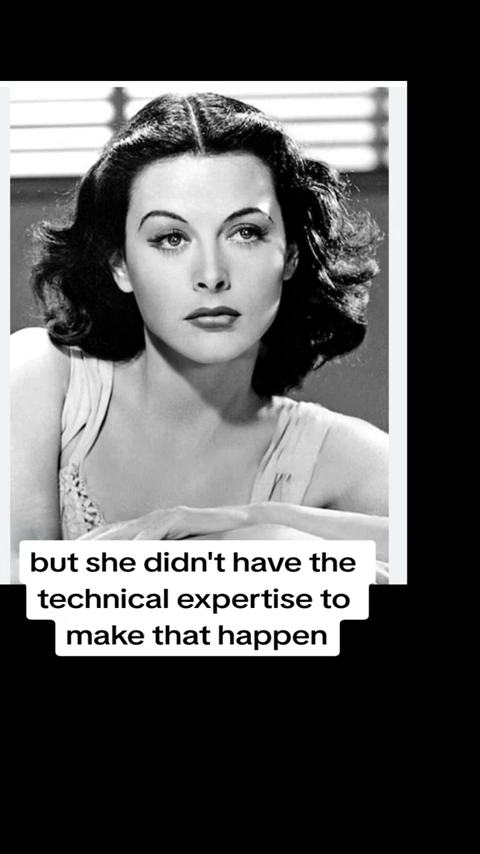 but she didn't have the
technical expertise to
make that happen